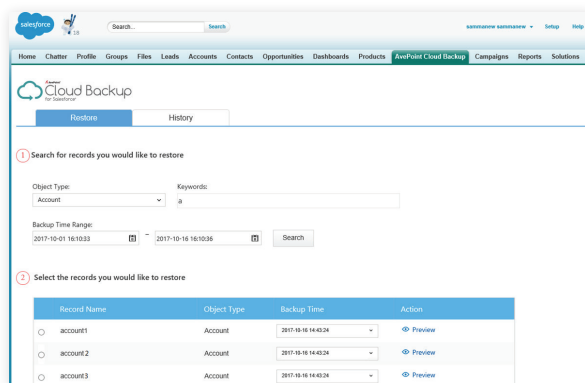 salesforce
18
Search...
Search
sammanew sammanew
Setup
Help
Home Chatter Profile Groups Files Leads Accounts Contacts Opportunities Dashboards Products AvePoint Cloud Backup Campaigns Reports Solutions
Cloud Backup
for Salesforce
Restore History
1 Search for records you would like to restore
Object Type: Keywords:
Account a
Backup Time Range:
2017-10-01 16:10:33 – 2017-10-16 16:10:36 Search
2 Select the records you would like to restore
Record Name Object Type Backup Time Action
account1 Account 2017-10-16 14:43:24 Preview
account 2 Account 2017-10-16 14:43:24 Preview
account3 Account 2017-10-16 14:43:24 Preview